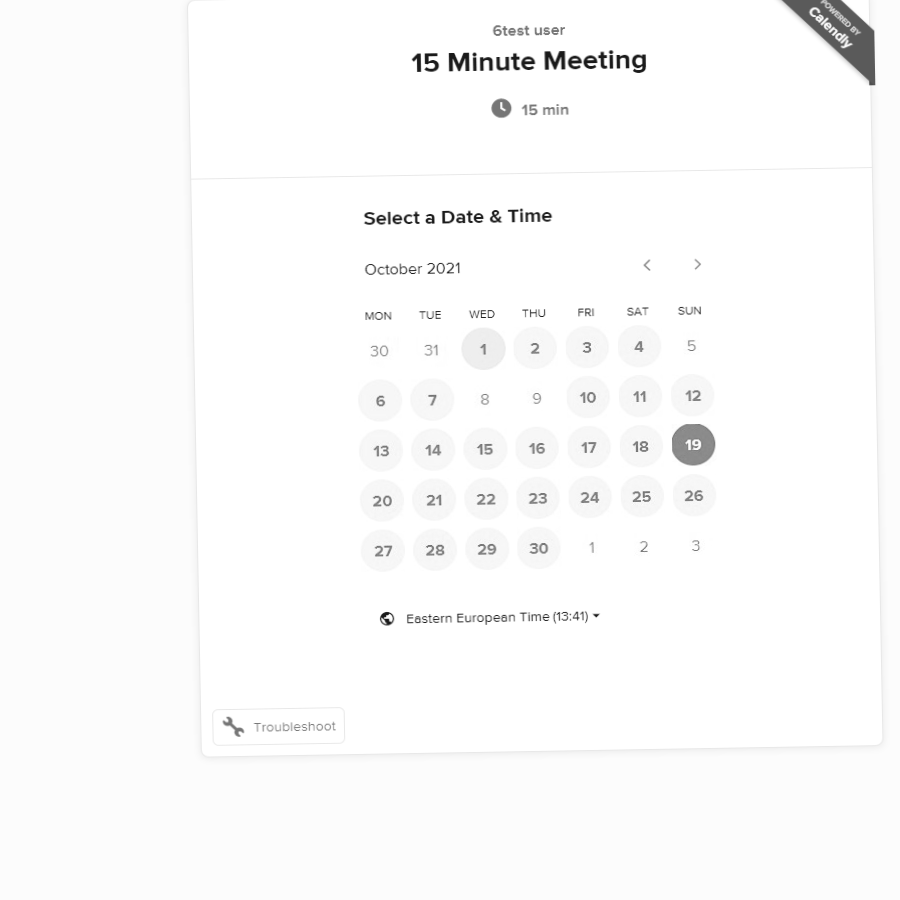 POWERED BY
Calendly
6test user
15 Minute Meeting
15 min
Select a Date & Time
October 2021
MON TUE WED THU FRI SAT SUN
30 31 1 2 3 4 5
6 7 8 9 10 11 12
13 14 15 16 17 18 19
20 21 22 23 24 25 26
27 28 29 30 1 2 3
Eastern European Time (13:41)
Troubleshoot